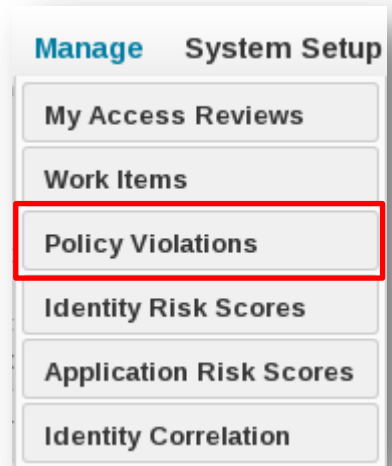 Manage System Setup
My Access Reviews
Work Items
Policy Violations
Identity Risk Scores
Application Risk Scores
Identity Correlation